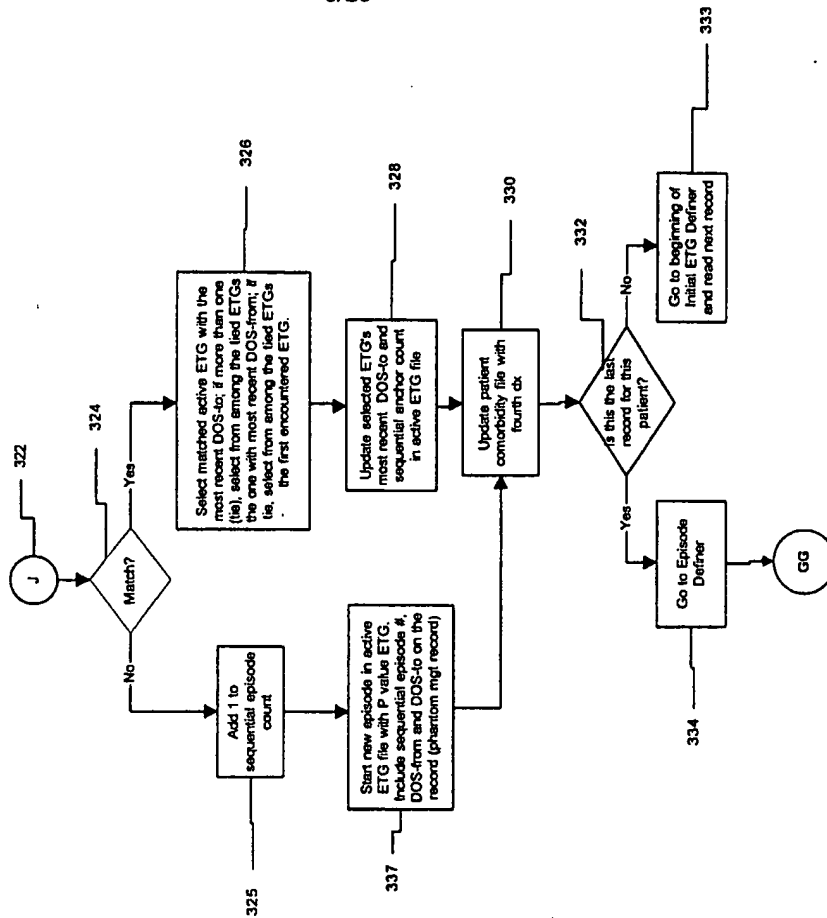 322
J
324
Match?
No
Yes
326
Select matched active ETG with the
most recent DOS-to; if more than one
(tie), select from among the tied ETGs
the one with most recent DOS-from; if
tie, select from among the tied ETGs
the first encountered ETG.
325
Add 1 to
sequential episode
count
328
Update selected ETG's
most recent DOS-to and
sequential anchor count
in active ETG file
337
Start new episode in active
ETG file with P value ETG.
Include sequential episode #,
DOS-from and DOS-to on the
record (phantom mgt record)
330
Update patient
comorbidity file with
fourth dx
332
Is this the last
record for this
patient?
Yes
No
333
Go to beginning of
Initial ETG Definer
and read next record
334
Go to Episode
Definer
GG